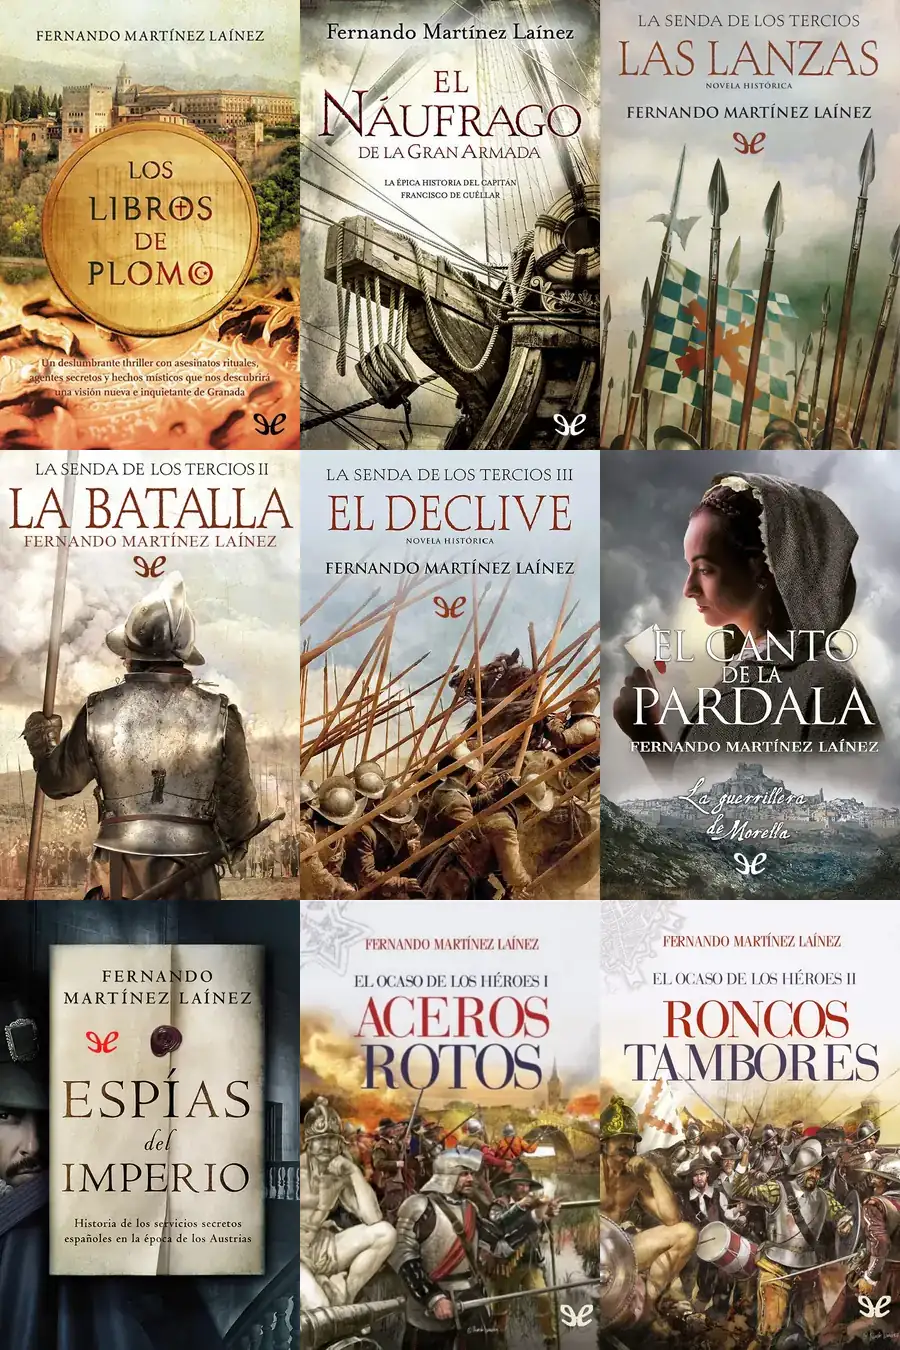 FERNANDO MARTÍNEZ LAÍNEZ
LOS
LIBROS
DE
PLOMO
Un deslumbrante thriller con asesinatos rituales,
agentes secretos y hechos místicos que nos descubrirá
una visión nueva e inquietante de Granada
Fernando Martínez Laínez
EL
NÁUFRAGO
DE LA GRAN ARMADA
LA ÉPICA HISTORIA DEL CAPITÁN
FRANCISCO DE CUÉLLAR
LA SENDA DE LOS TERCIOS
LAS LANZAS
NOVELA HISTÓRICA
FERNANDO MARTÍNEZ LAÍNEZ
LA SENDA DE LOS TERCIOS II
LA BATALLA
FERNANDO MARTÍNEZ LAÍNEZ
LA SENDA DE LOS TERCIOS III
EL DECLIVE
NOVELA HISTÓRICA
FERNANDO MARTÍNEZ LAÍNEZ
EL CANTO
DE LA
PARDALA
FERNANDO MARTÍNEZ LAÍNEZ
La guerrillera
de Morella
FERNANDO
MARTÍNEZ LAÍNEZ
ESPÍAS
del
IMPERIO
Historia de los servicios secretos
españoles en la época de los Austrias
FERNANDO MARTÍNEZ LAÍNEZ
EL OCASO DE LOS HÉROES I
ACEROS
ROTOS
FERNANDO MARTÍNEZ LAÍNEZ
EL OCASO DE LOS HÉROES II
RONCOS
TAMBORES